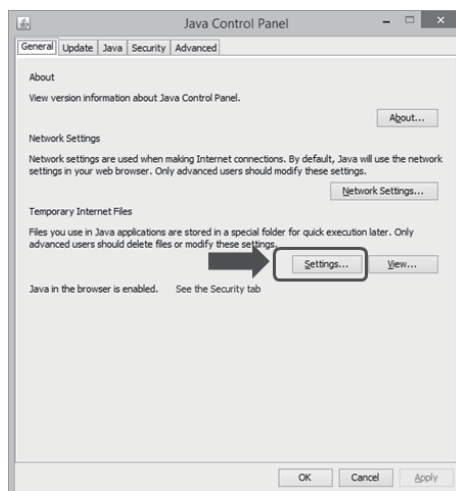 Java Control Panel
General Update Java Security Advanced
About
View version information about Java Control Panel.
About...
Network Settings
Network settings are used when making Internet connections. By default, Java will use the network
settings in your web browser. Only advanced users should modify these settings.
Network Settings...
Temporary Internet Files
Files you use in Java applications are stored in a special folder for quick execution later. Only
advanced users should delete files or modify these settings.
Settings... View...
Java in the browser is enabled. See the Security tab
OK Cancel Apply